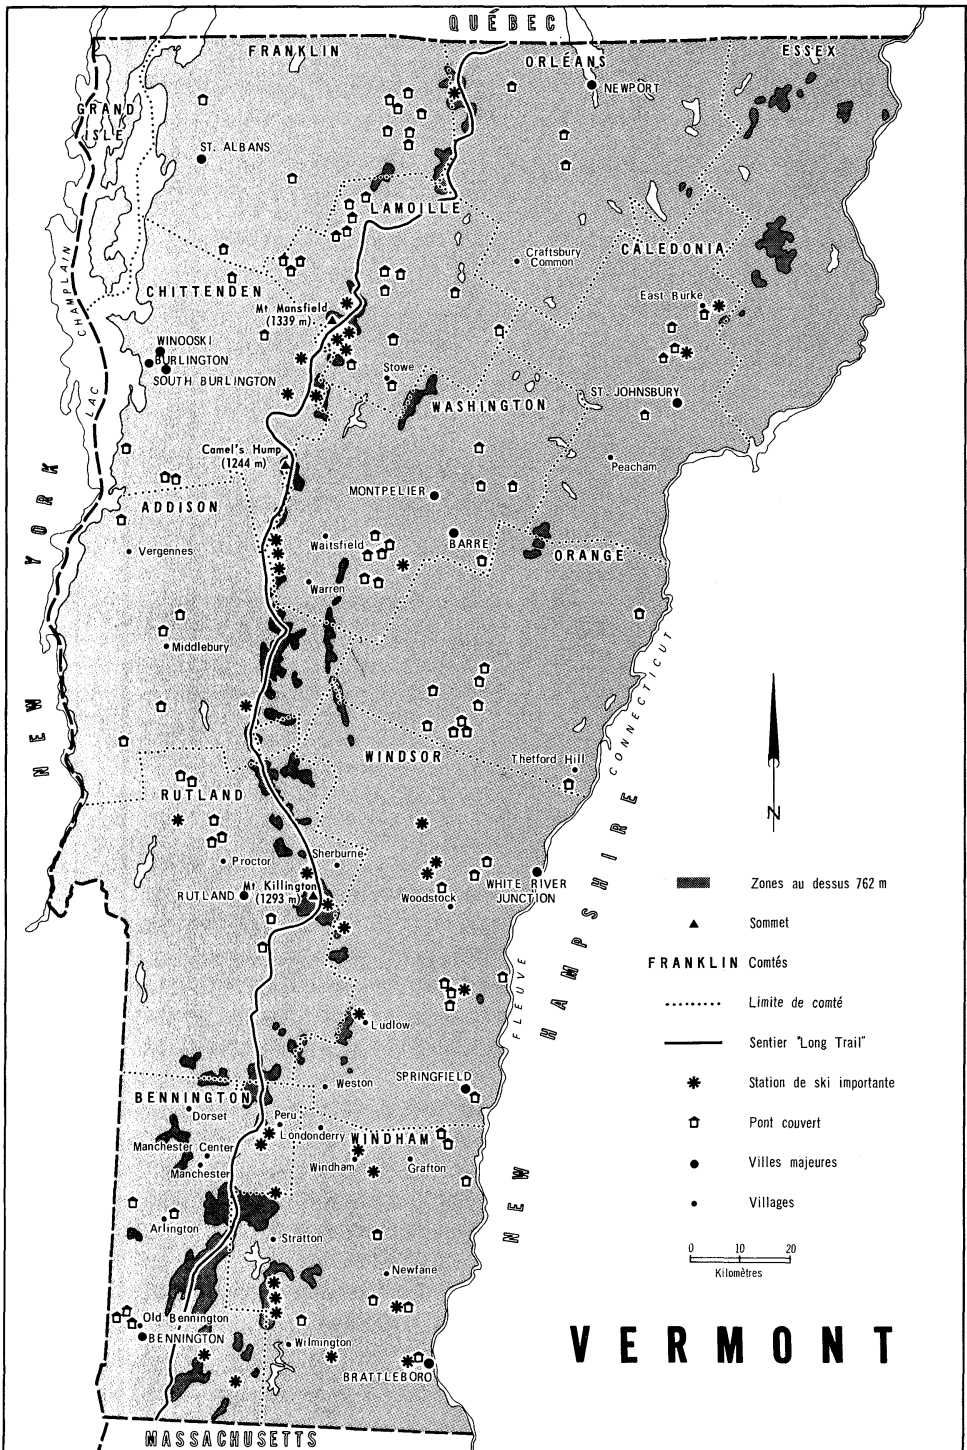 QUÉBEC
FRANKLIN
ORLÉANS
ESSEX
NEWPORT
GRAND
ISLE
ST. ALBANS
LAMOILLE
CALEDONIA
Craftsbury
Common
CHAMPLAIN
LAC
CHITTENDEN
Mt Mansfield
(1339 m)
East Burke
WINOOSKI
BURLINGTON
SOUTH BURLINGTON
Stowe
ST. JOHNSBURY
WASHINGTON
Camel's Hump
(1244 m)
Peacham
MONTPELIER
NEW YORK
ADDISON
Vergennes
Waitsfield
BARRE
ORANGE
Warren
Middlebury
NEW HAMPSHIRE
FLEUVE CONNECTICUT
WINDSOR
Thetford Hill
RUTLAND
Proctor
Sherburne
Mt Killington
(1293 m)
RUTLAND
Woodstock
WHITE RIVER
JUNCTION
Ludlow
Weston
SPRINGFIELD
BENNINGTON
Dorset
Peru
Londonderry
WINDHAM
Manchester Center
Manchester
Windham
Grafton
Arlington
Stratton
Newfane
Old Bennington
BENNINGTON
Wilmington
BRATTLEBORO
MASSACHUSETTS
N
Zones au dessus 762 m
Sommet
FRANKLIN Comtés
Limite de comté
Sentier "Long Trail"
Station de ski importante
Pont couvert
Villes majeures
Villages
0 10 20
Kilomètres
VERMONT